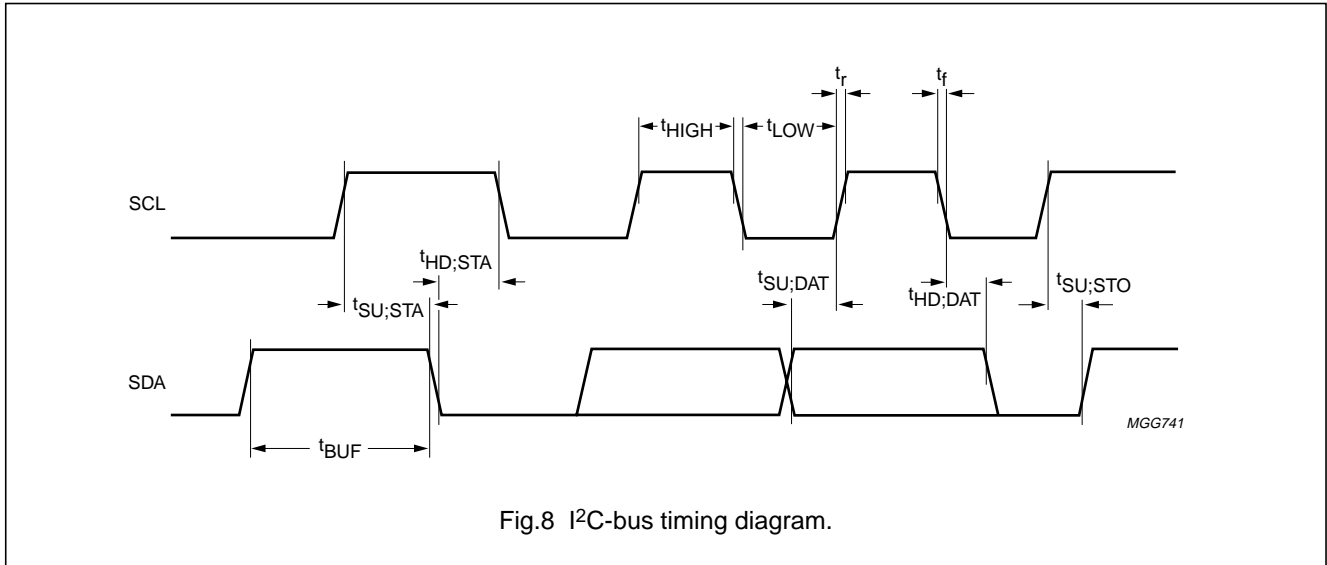 tr
tf
tHIGH
tLOW
SCL
tHD;STA
tSU;DAT
tSU;STO
tSU;STA
tHD;DAT
SDA
MGG741
tBUF
Fig.8 I²C-bus timing diagram.